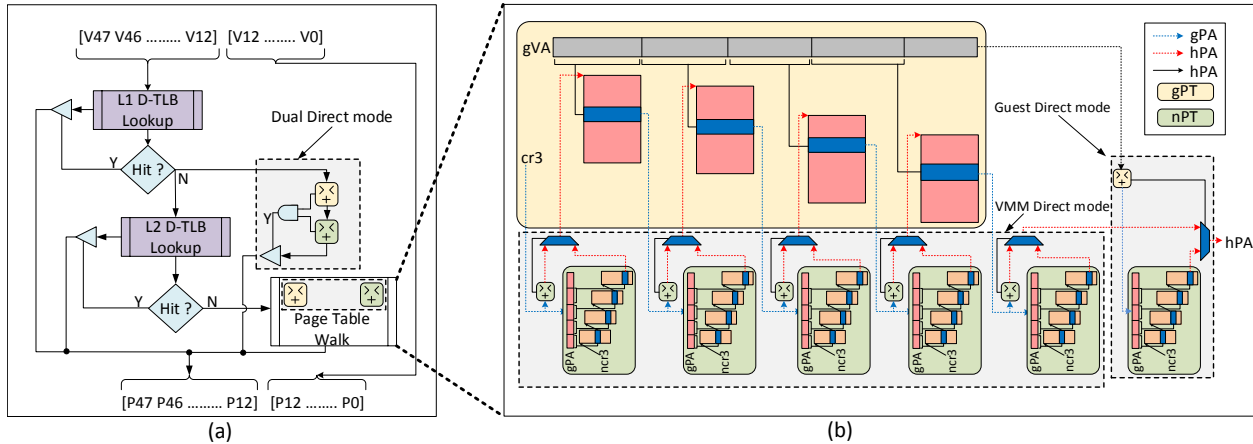 [V47 V46 ......... V12]
[V12 ........ V0]
L1 D-TLB
Lookup
Dual Direct mode
Y
Hit ?
N
> <
+
Y
> <
+
L2 D-TLB
Lookup
Y
Hit ?
N
> <
+
> <
+
Page Table
Walk
[P47 P46 ......... P12]
[P12 ........ P0]
(a)
gVA
cr3
gPA
hPA
hPA
gPT
nPT
Guest Direct mode
> <
+
VMM Direct mode
hPA
> <
+
> <
+
> <
+
> <
+
> <
+
gPA
ncr3
gPA
ncr3
gPA
ncr3
gPA
ncr3
gPA
ncr3
gPA
ncr3
(b)